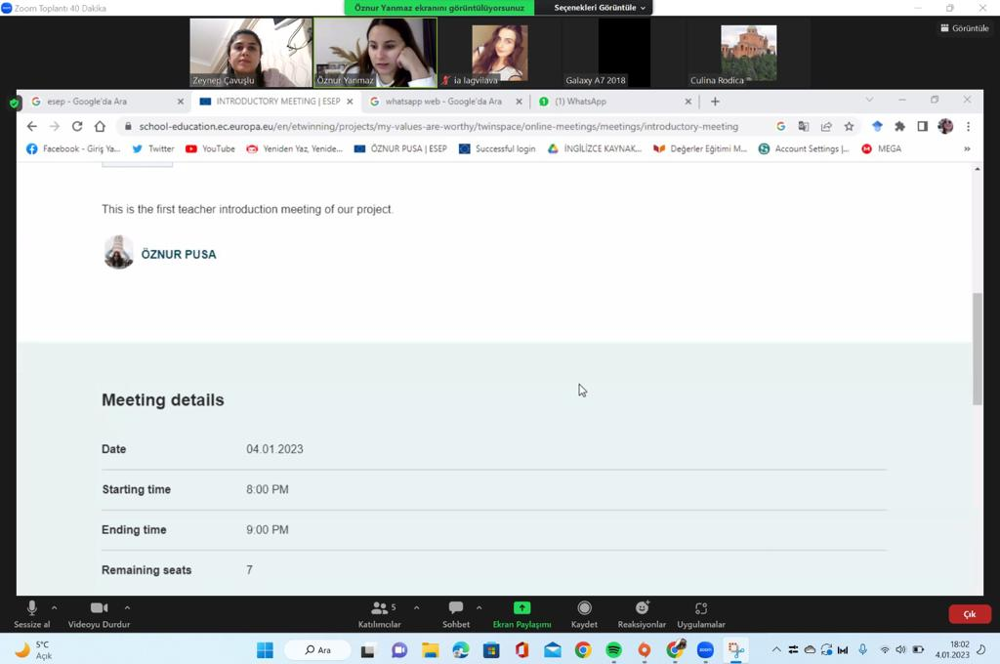 Zoom Toplantı 40 Dakika
Öznur Yanmaz ekranını görüntülüyorsunuz
Seçenekleri Görüntüle
Görüntüle
Zeynep Çavuşlu
Öznur Yanmaz
ia lagvilava
Galaxy A7 2018
Culina Rodica
esep - Google'da Ara
INTRODUCTORY MEETING | ESEP
whatsapp web - Google'da Ara
(1) WhatsApp
school-education.ec.europa.eu/en/etwinning/projects/my-values-are-worthy/twinspace/online-meetings/meetings/introductory-meeting
Facebook - Giriş Ya...
Twitter
YouTube
Yeniden Yaz, Yenide...
ÖZNUR PUSA | ESEP
Successful login
İNGİLİZCE KAYNAK...
Değerler Eğitimi M...
Account Settings |...
MEGA
This is the first teacher introduction meeting of our project.
ÖZNUR PUSA
Meeting details
Date 04.01.2023
Starting time 8:00 PM
Ending time 9:00 PM
Remaining seats 7
Sessize al
Videoyu Durdur
5
Katılımcılar
Sohbet
Ekran Paylaşımı
Kaydet
Reaksiyonlar
Uygulamalar
Çık
5°C
Açık
Ara
zoom
18:02
4.01.2023